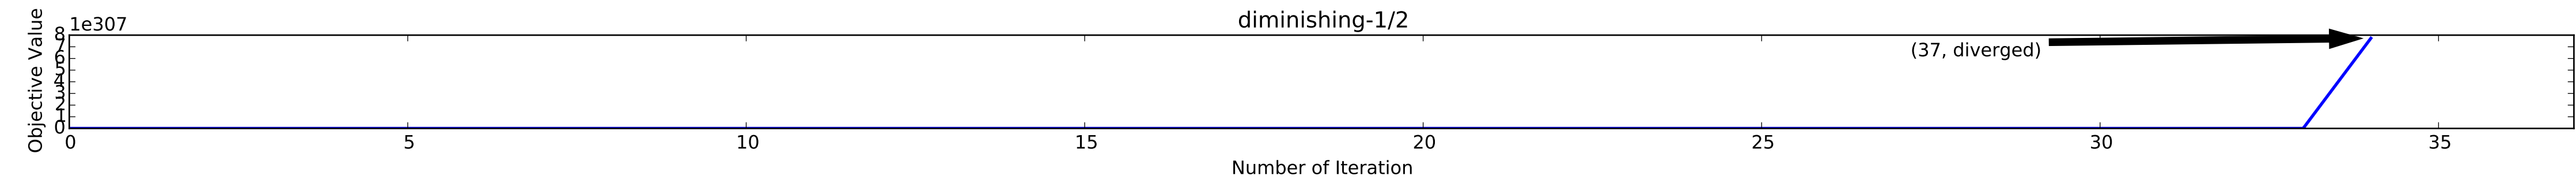 diminishing-1/2
1e307
Objective Value
8
7
6
5
4
3
2
1
0
(37, diverged)
0 5 10 15 20 25 30 35
Number of Iteration